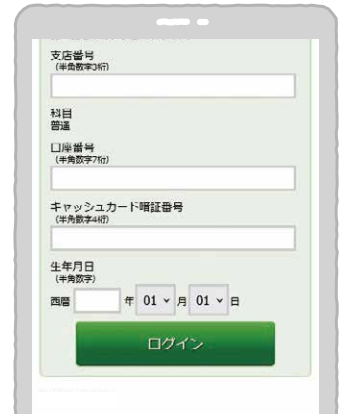 支店番号
(半角数字3桁)
科目
普通
口座番号
(半角数字7桁)
キャッシュカード暗証番号
(半角数字4桁)
生年月日
(半角数字)
西暦 年 01 月 01 日
ログイン